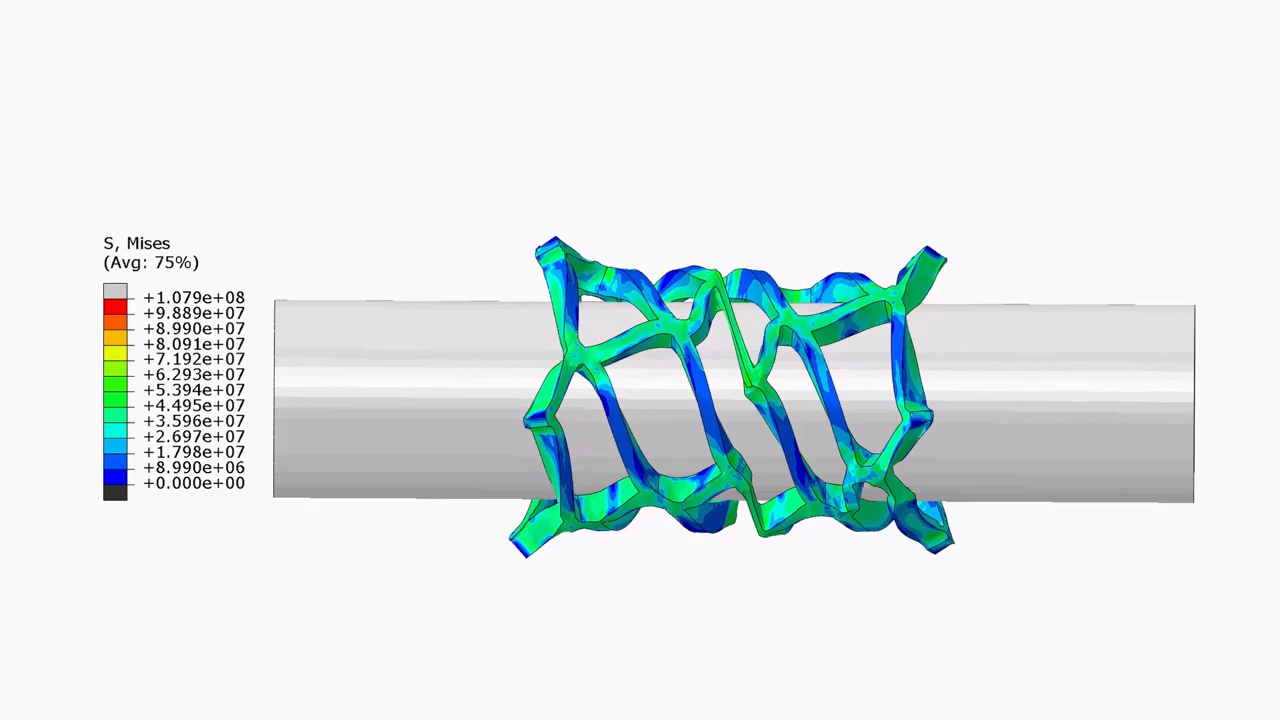 S, Mises
(Avg: 75%)
+1.079e+08
+9.889e+07
+8.990e+07
+8.091e+07
+7.192e+07
+6.293e+07
+5.394e+07
+4.495e+07
+3.596e+07
+2.697e+07
+1.798e+07
+8.990e+06
+0.000e+00